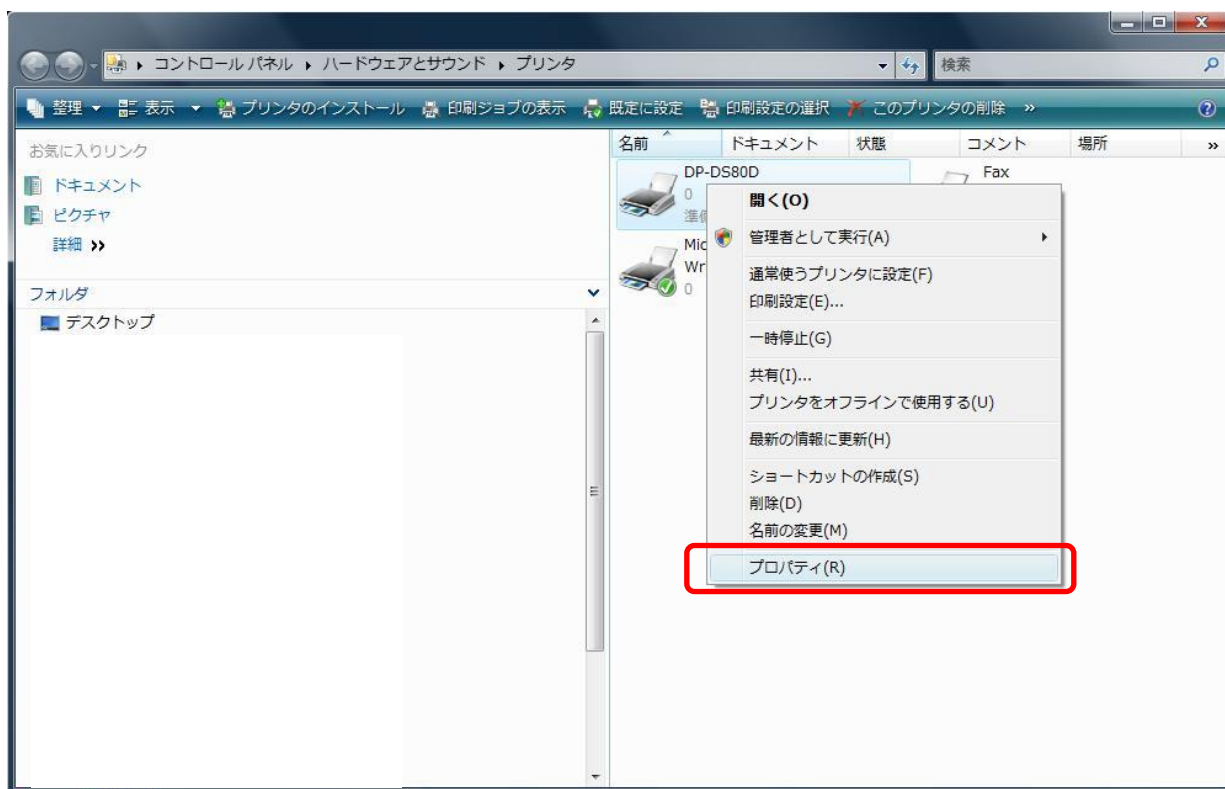 コントロール パネル ▸ ハードウェアとサウンド ▸ プリンタ
検索
整理 表示 プリンタのインストール 印刷ジョブの表示 既定に設定 印刷設定の選択 このプリンタの削除 »
お気に入りリンク
ドキュメント
ピクチャ
詳細 »
フォルダ
デスクトップ
名前 ドキュメント 状態 コメント 場所 »
DP-DS80D
0
Fax
Mic
Wr
0
開く(O)
管理者として実行(A)
通常使うプリンタに設定(F)
印刷設定(E)...
一時停止(G)
共有(I)...
プリンタをオフラインで使用する(U)
最新の情報に更新(H)
ショートカットの作成(S)
削除(D)
名前の変更(M)
プロパティ(R)